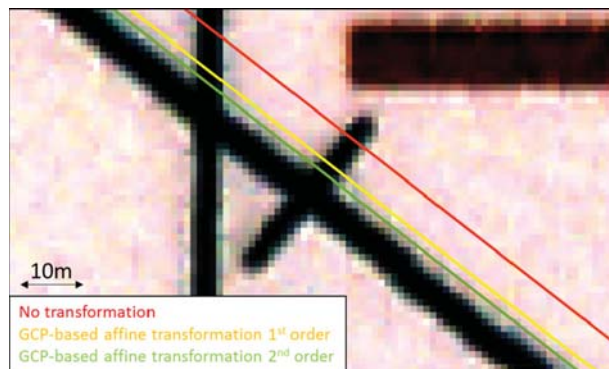 10m
No transformation
GCP-based affine transformation 1st order
GCP-based affine transformation 2nd order